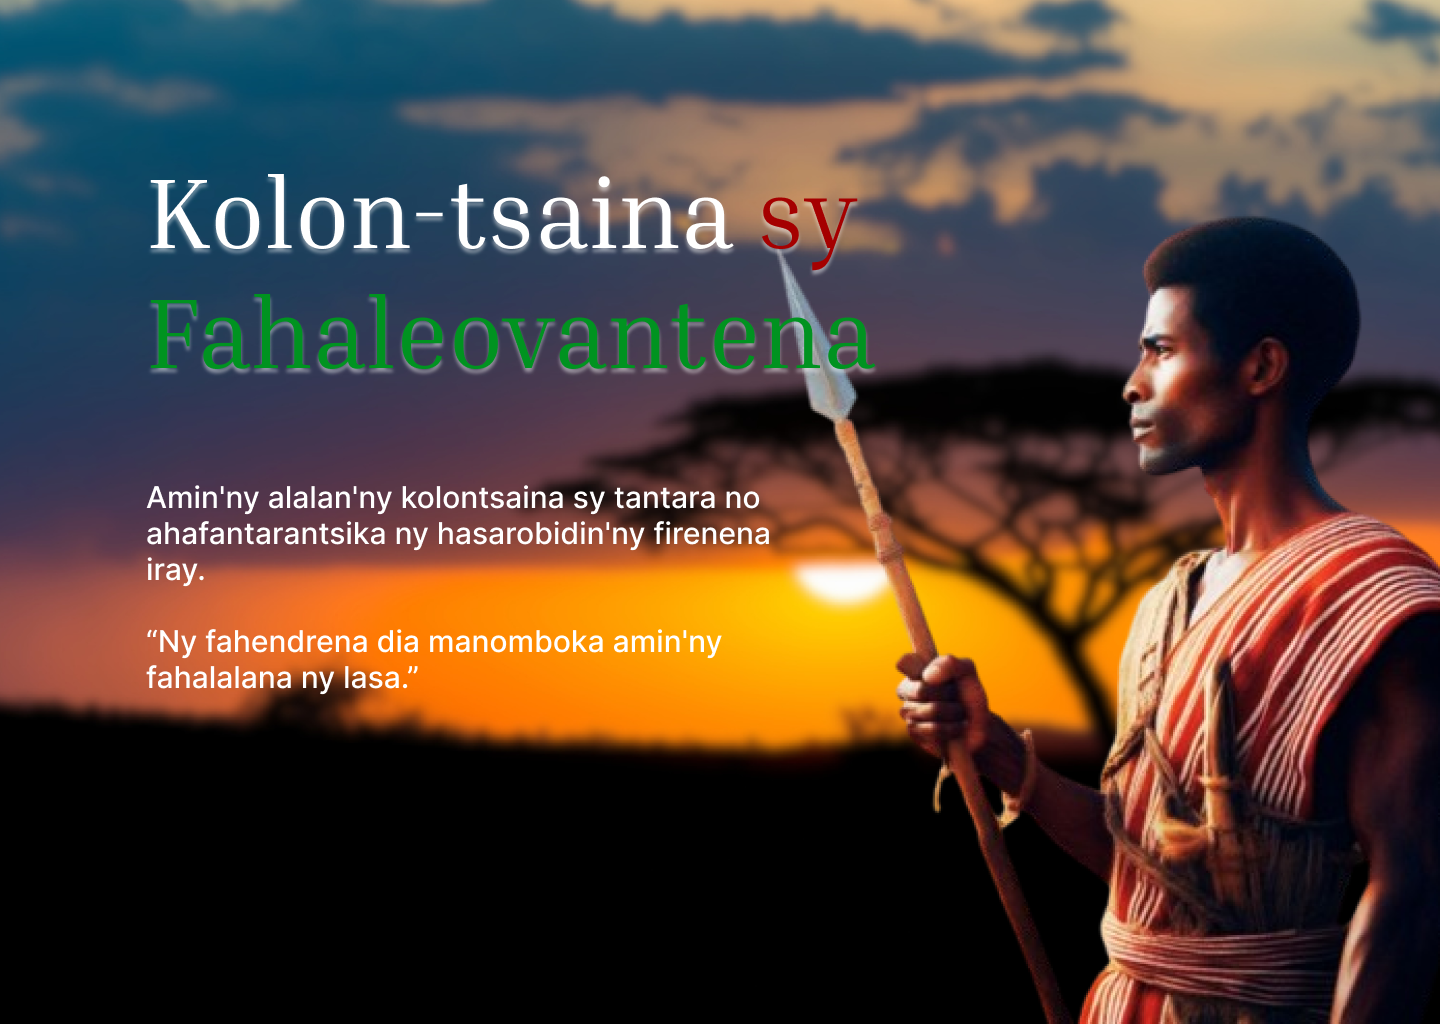 Kolon-tsaina sy
Fahaleovantena
Amin'ny alalan'ny kolontsaina sy tantara no
ahafantarantsika ny hasarobidin'ny firenena
iray.
“Ny fahendrena dia manomboka amin'ny
fahalalana ny lasa.”